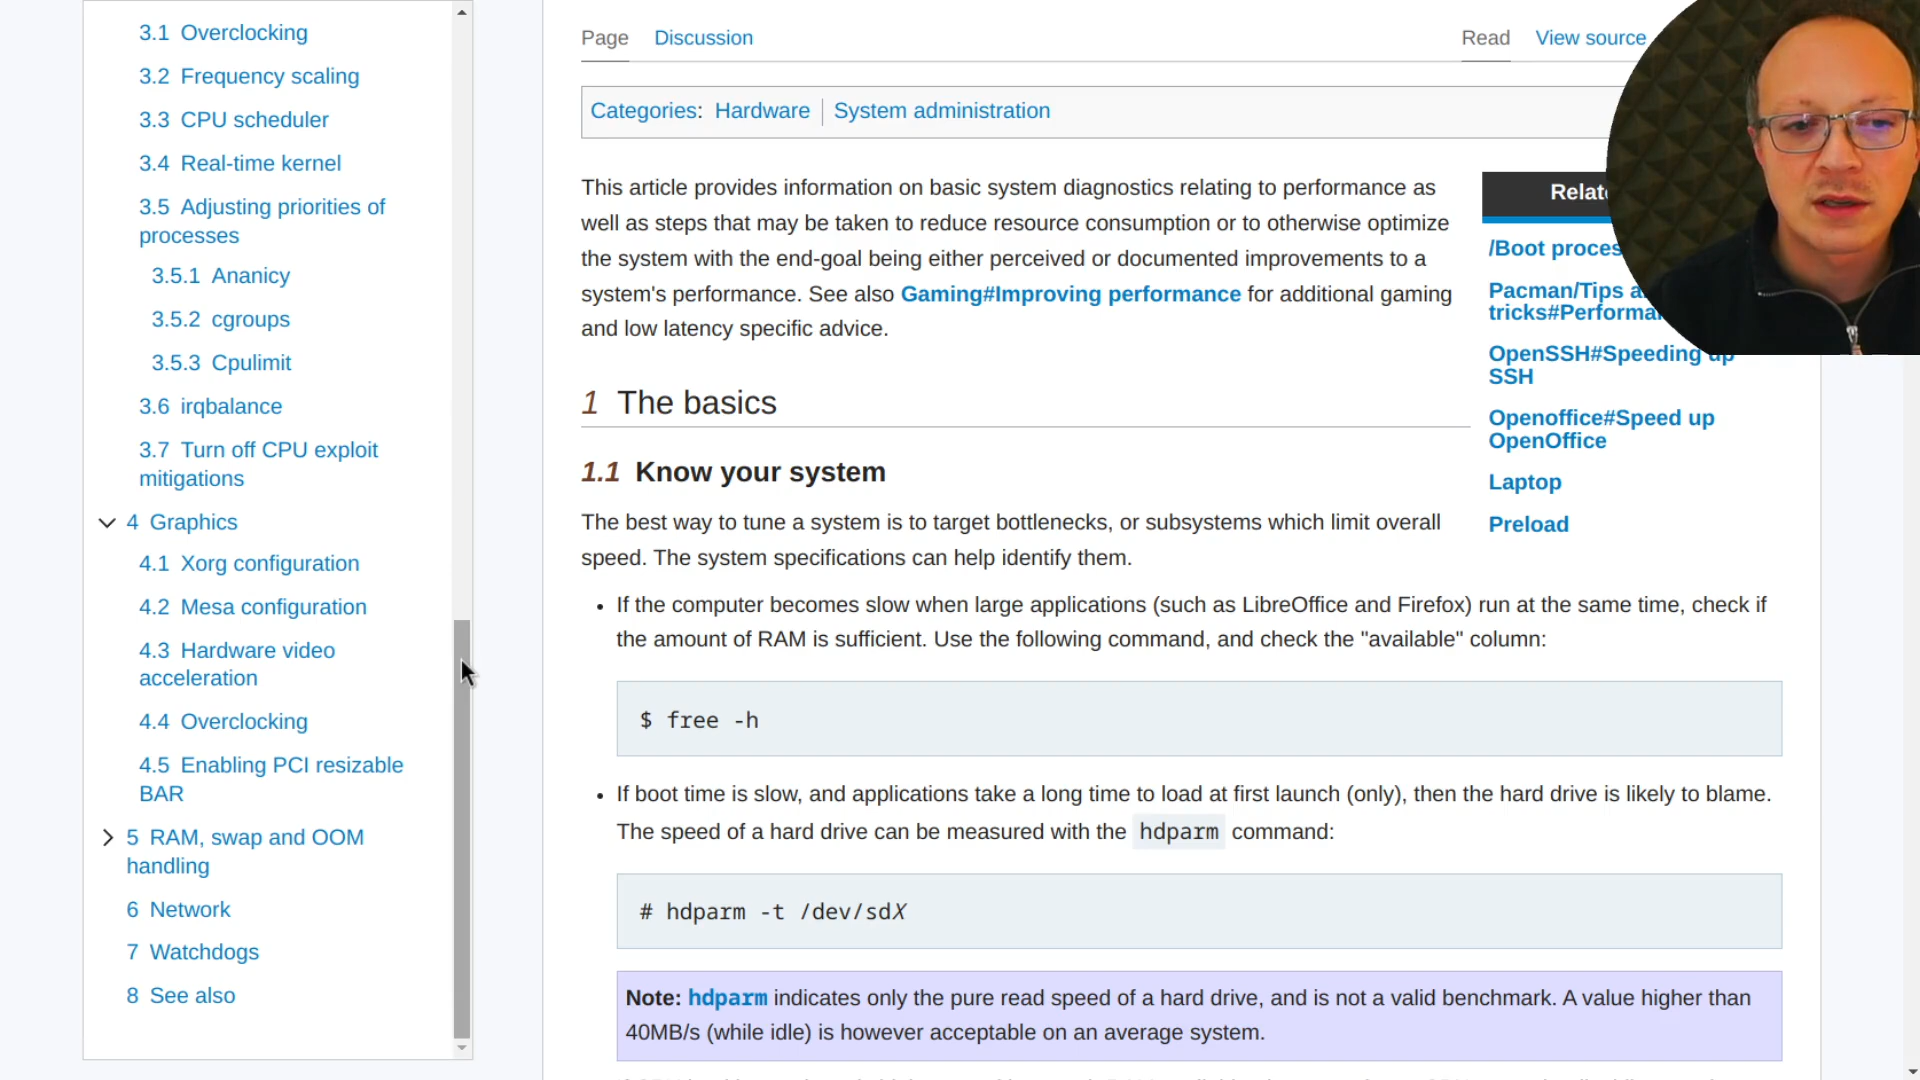 3.1 Overclocking
3.2 Frequency scaling
3.3 CPU scheduler
3.4 Real-time kernel
3.5 Adjusting priorities of
processes
3.5.1 Ananicy
3.5.2 cgroups
3.5.3 Cpulimit
3.6 irqbalance
3.7 Turn off CPU exploit
mitigations
4 Graphics
4.1 Xorg configuration
4.2 Mesa configuration
4.3 Hardware video
acceleration
4.4 Overclocking
4.5 Enabling PCI resizable
BAR
5 RAM, swap and OOM
handling
6 Network
7 Watchdogs
8 See also
Page Discussion Read View source
Categories: Hardware System administration
This article provides information on basic system diagnostics relating to performance as
well as steps that may be taken to reduce resource consumption or to otherwise optimize
the system with the end-goal being either perceived or documented improvements to a
system's performance. See also Gaming#Improving performance for additional gaming
and low latency specific advice.
1 The basics
1.1 Know your system
The best way to tune a system is to target bottlenecks, or subsystems which limit overall
speed. The system specifications can help identify them.
• If the computer becomes slow when large applications (such as LibreOffice and Firefox) run at the same time, check if
the amount of RAM is sufficient. Use the following command, and check the "available" column:
$ free -h
• If boot time is slow, and applications take a long time to load at first launch (only), then the hard drive is likely to blame.
The speed of a hard drive can be measured with the hdparm command:
# hdparm -t /dev/sdX
Note: hdparm indicates only the pure read speed of a hard drive, and is not a valid benchmark. A value higher than
40MB/s (while idle) is however acceptable on an average system.
/Boot
Pacman/Tips
OpenSSH#Speeding up
SSH
Openoffice#Speed up
OpenOffice
Laptop
Preload